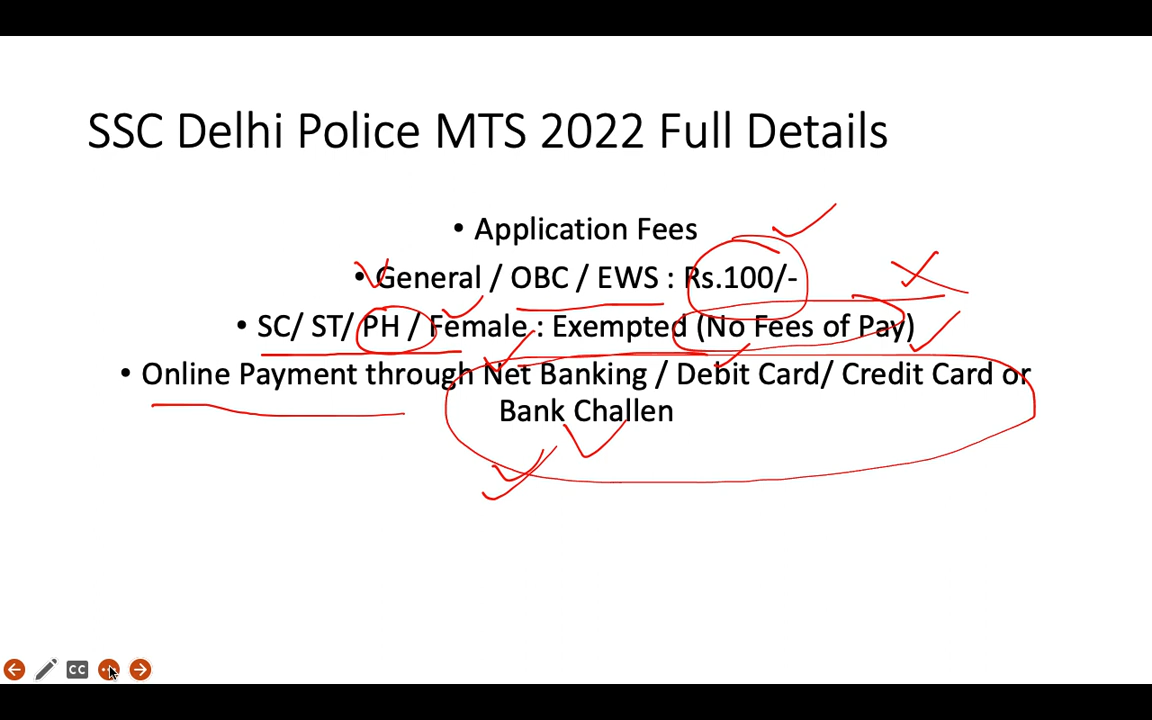 SSC Delhi Police MTS 2022 Full Details
• Application Fees
• General / OBC / EWS : Rs.100/-
• SC/ ST/ PH / Female : Exempted (No Fees of Pay)
• Online Payment through Net Banking / Debit Card/ Credit Card or
Bank Challen
CC